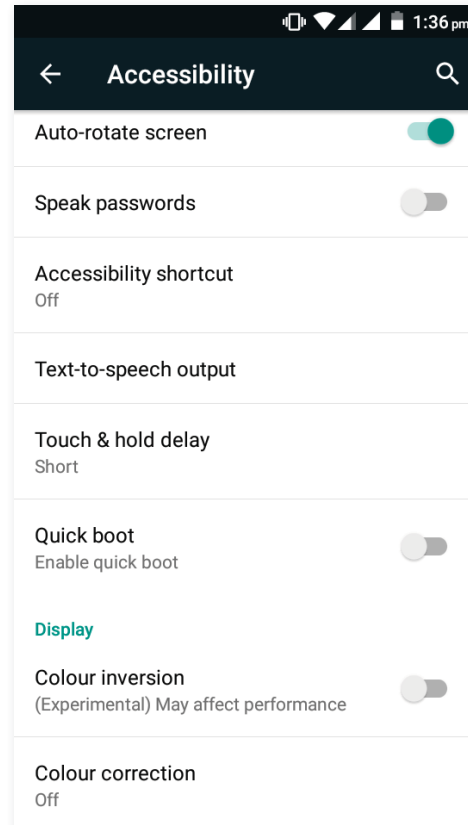 1:36 pm
Accessibility
Auto-rotate screen
Speak passwords
Accessibility shortcut
Off
Text-to-speech output
Touch & hold delay
Short
Quick boot
Enable quick boot
Display
Colour inversion
(Experimental) May affect performance
Colour correction
Off